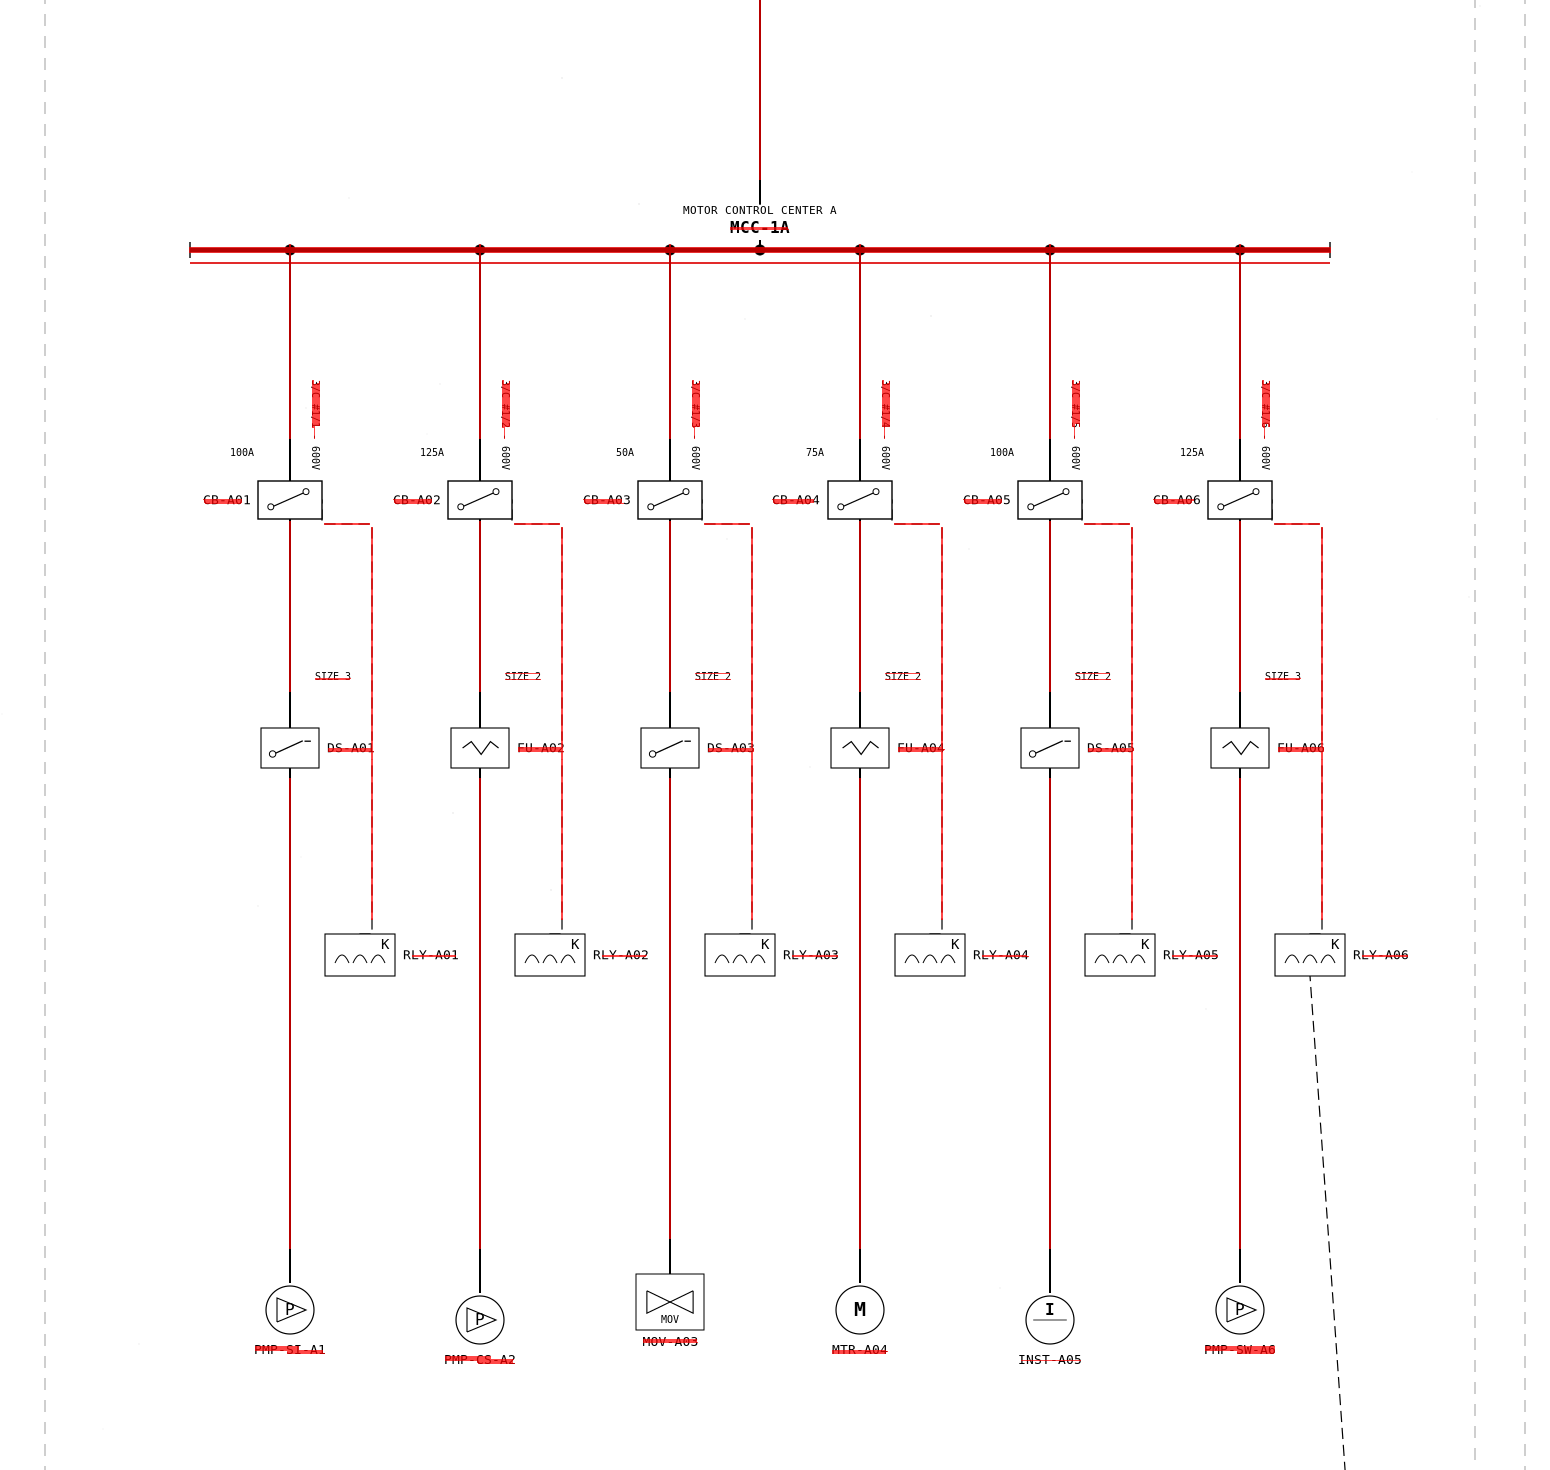 MOTOR CONTROL CENTER A
MCC-1A
3/C #1/1 600V
3/C #1/2 600V
3/C #1/3 600V
3/C #1/4 600V
3/C #1/5 600V
3/C #1/6 600V
100A
125A
50A
75A
100A
125A
CB-A01
CB-A02
CB-A03
CB-A04
CB-A05
CB-A06
SIZE 3
SIZE 2
SIZE 2
SIZE 2
SIZE 2
SIZE 3
DS-A01
FU-A02
DS-A03
FU-A04
DS-A05
FU-A06
K
K
K
K
K
K
RLY-A01
RLY-A02
RLY-A03
RLY-A04
RLY-A05
RLY-A06
P
P
MOV
M
I
P
PMP-SI-A1
PMP-CS-A2
MOV-A03
MTR-A04
INST-A05
PMP-SW-A6